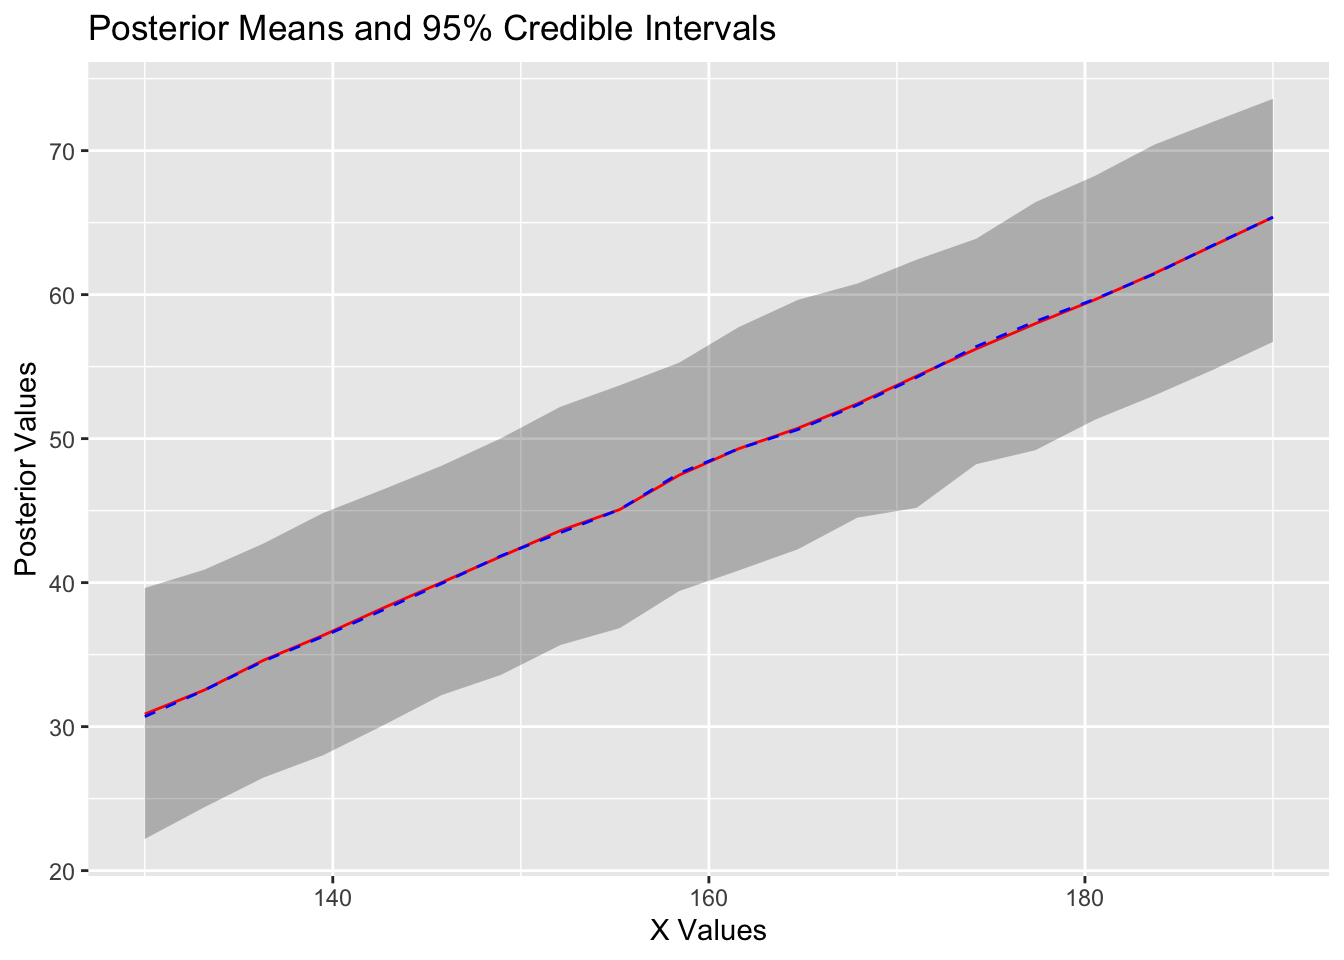 Posterior Means and 95% Credible Intervals
Posterior Values
70
60
50
40
30
20
140 160 180
X Values